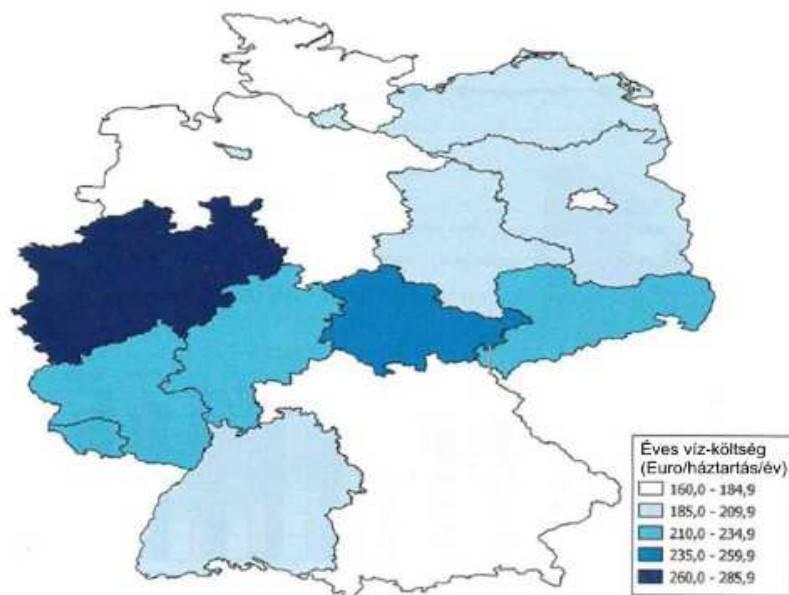 Éves víz-költség
(Euro/háztartás/év)
160,0 - 184,9
185,0 - 209,9
210,0 - 234,9
235,0 - 259,9
260,0 - 285,9